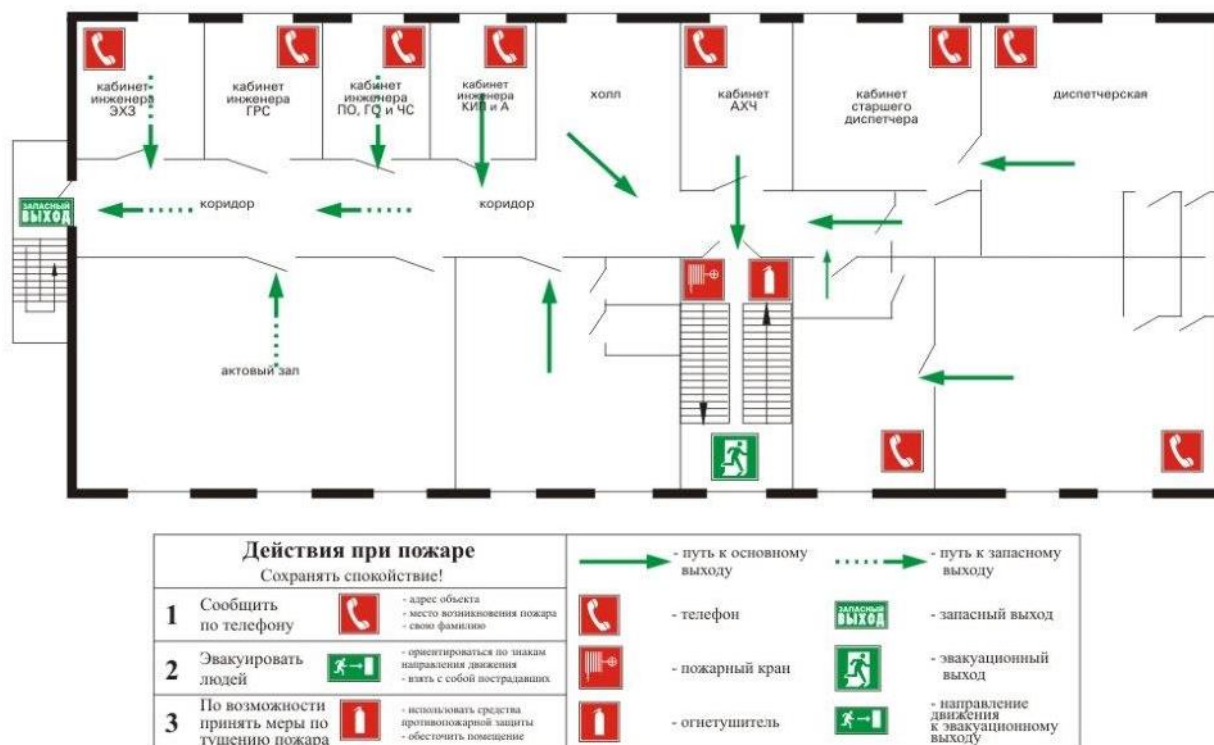 кабинет
инженера
ЭХЗ
кабинет
инженера
ГРС
кабинет
инженера
ПО, ГО и ЧС
кабинет
инженера
КИП и А
холл
кабинет
АХЧ
кабинет
старшего
диспетчера
диспетчерская
ЗАПАСНЫЙ
ВЫХОД
коридор
коридор
актовый зал
Действия при пожаре
Сохранять спокойствие!
1
Сообщить
по телефону
- адрес объекта
- место возникновения пожара
- свою фамилию
2
Эвакуировать
людей
- ориентироваться по знакам
направления движения
- взять с собой пострадавших
3
По возможности
принять меры по
тушению пожара
- использовать средства
противопожарной защиты
- обесточить помещение
- путь к основному
выходу
- телефон
- пожарный кран
- огнетушитель
- путь к запасному
выходу
ЗАПАСНЫЙ
ВЫХОД
- запасный выход
- эвакуационный
выход
- направление
движения
к эвакуационному
выходу